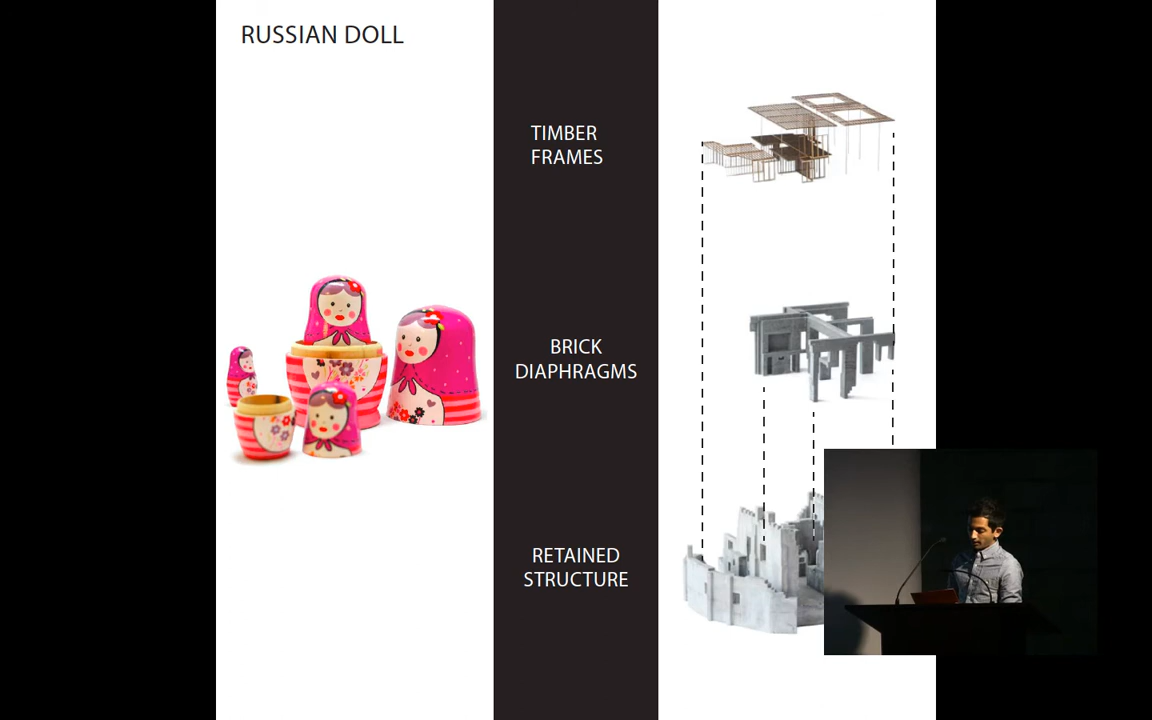 RUSSIAN DOLL
TIMBER
FRAMES
BRICK
DIAPHRAGMS
RETAINED
STRUCTURE